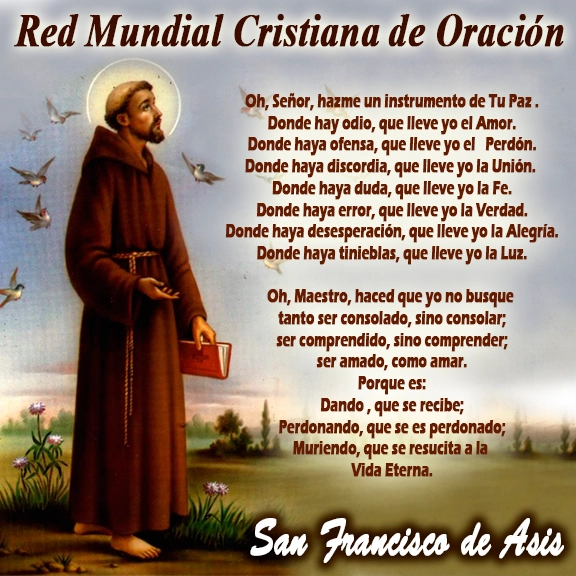 Red Mundial Cristiana de Oración
Oh, Señor, hazme un instrumento de Tu Paz .
Donde hay odio, que lleve yo el Amor.
Donde haya ofensa, que lleve yo el Perdón.
Donde haya discordia, que lleve yo la Unión.
Donde haya duda, que lleve yo la Fe.
Donde haya error, que lleve yo la Verdad.
Donde haya desesperación, que lleve yo la Alegría.
Donde haya tinieblas, que lleve yo la Luz.
Oh, Maestro, haced que yo no busque
tanto ser consolado, sino consolar;
ser comprendido, sino comprender;
ser amado, como amar.
Porque es:
Dando , que se recibe;
Perdonando, que se es perdonado;
Muriendo, que se resucita a la
Vida Eterna.
San Francisco de Asis